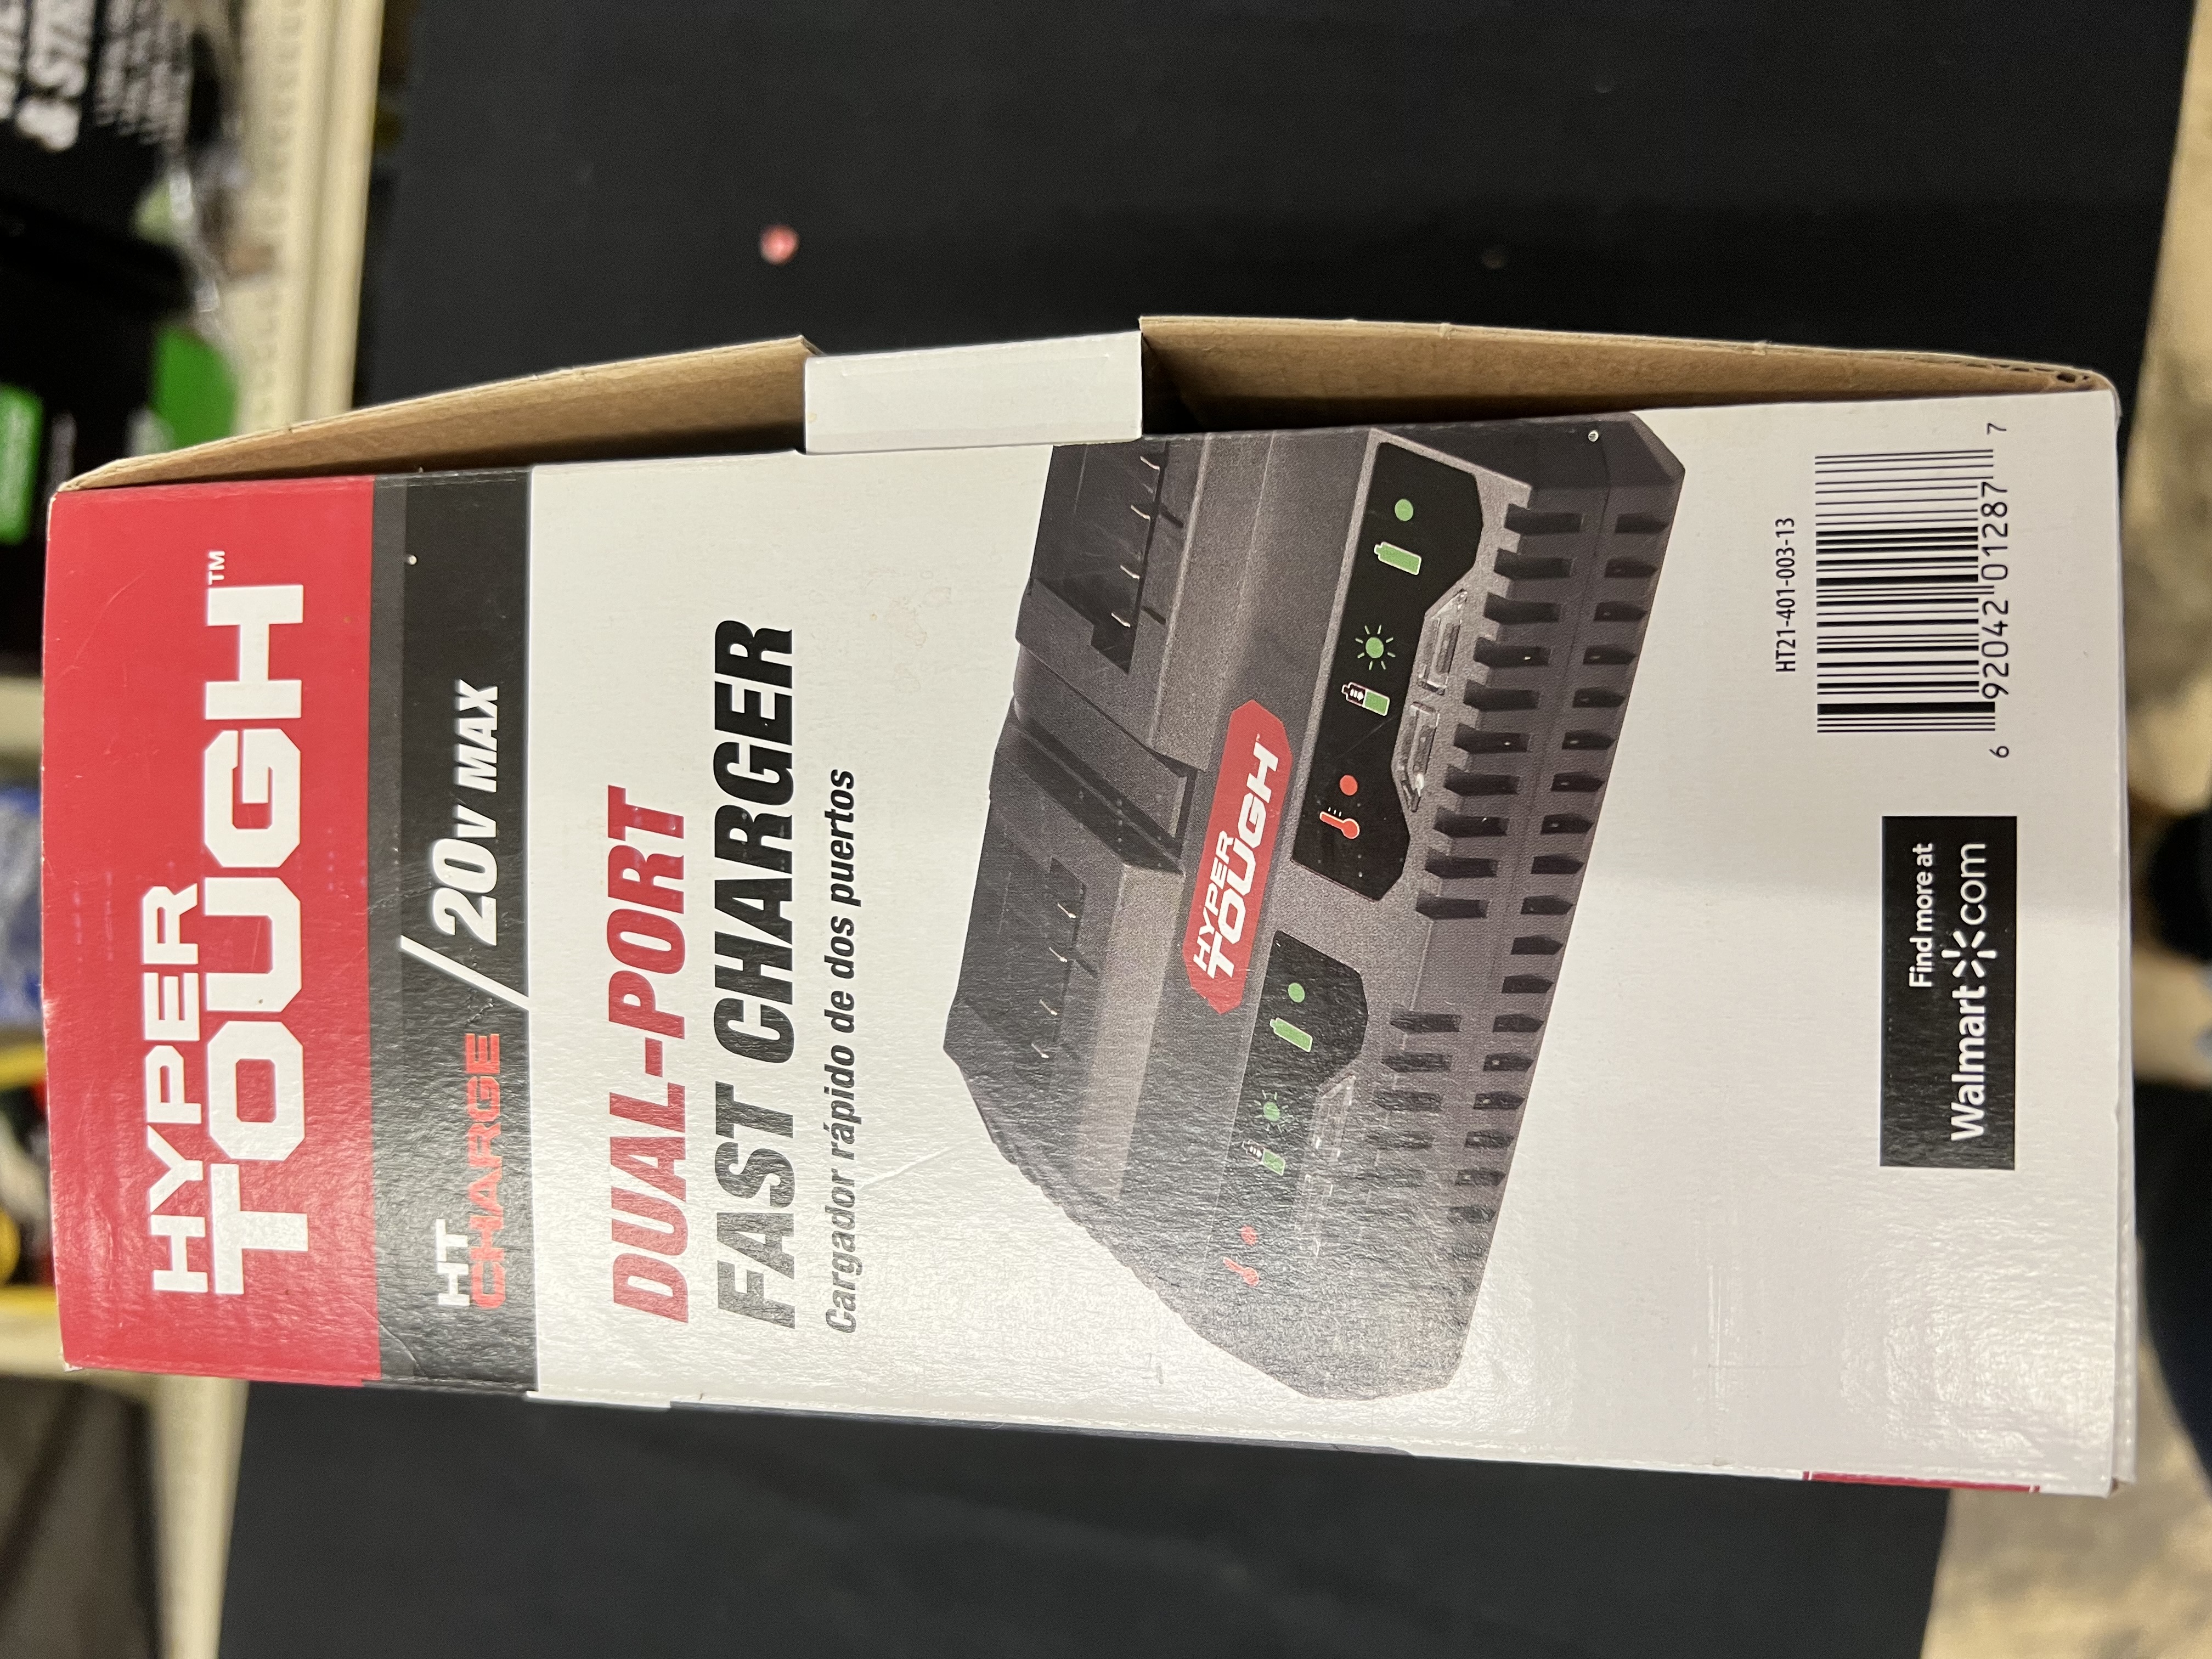 HYPER
TOUGH™
HT
CHARGE
20V MAX
DUAL-PORT
FAST CHARGER
Cargador rápido de dos puertos
HYPER
TOUGH
Find more at
Walmart.com
HT21-401-003-13
6 92042 01287 7